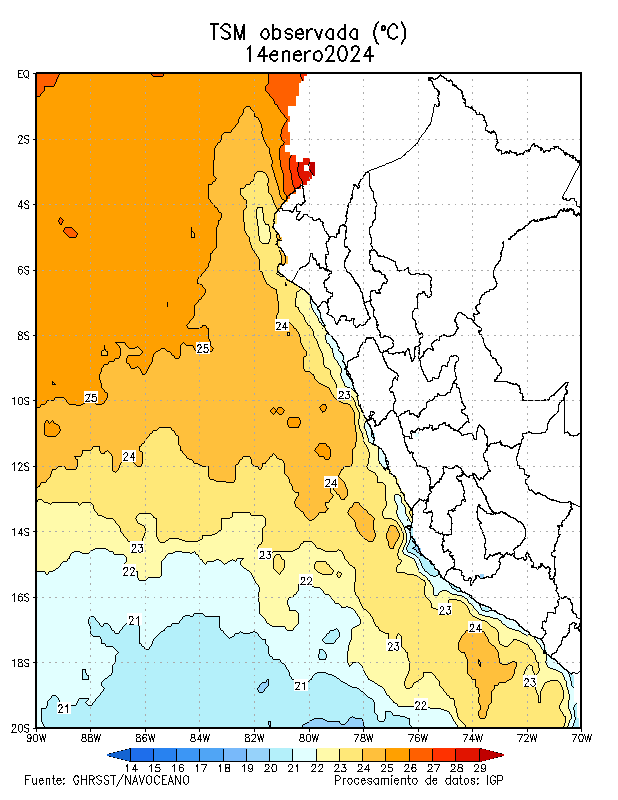 TSM observada (°C)
14enero2024
EQ
2S
4S
6S
8S
10S
12S
14S
16S
18S
20S
24
25
23
25
24
24
23
23
22
22
23
21
24
23
23
21
22
21
90W 88W 86W 84W 82W 80W 78W 76W 74W 72W 70W
14 15 16 17 18 19 20 21 22 23 24 25 26 27 28 29
Fuente: GHRSST/NAVOCEANO Procesamiento de datos: IGP